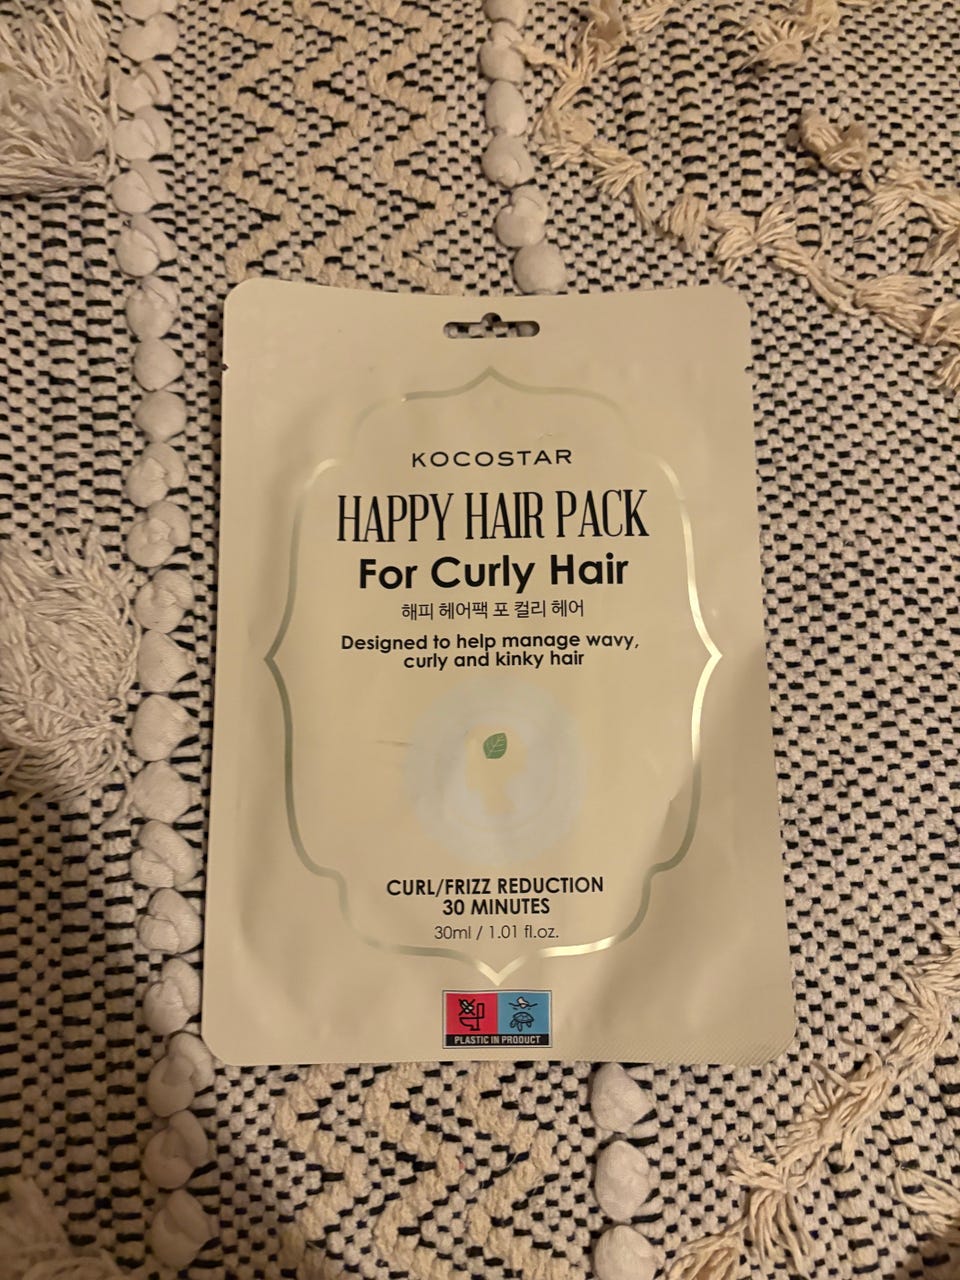 KOCOSTAR
HAPPY HAIR PACK
For Curly Hair
해피 헤어팩 포 컬리 헤어
Designed to help manage wavy,
curly and kinky hair
CURL/FRIZZ REDUCTION
30 MINUTES
30ml / 1.01 fl.oz.
PLASTIC IN PRODUCT